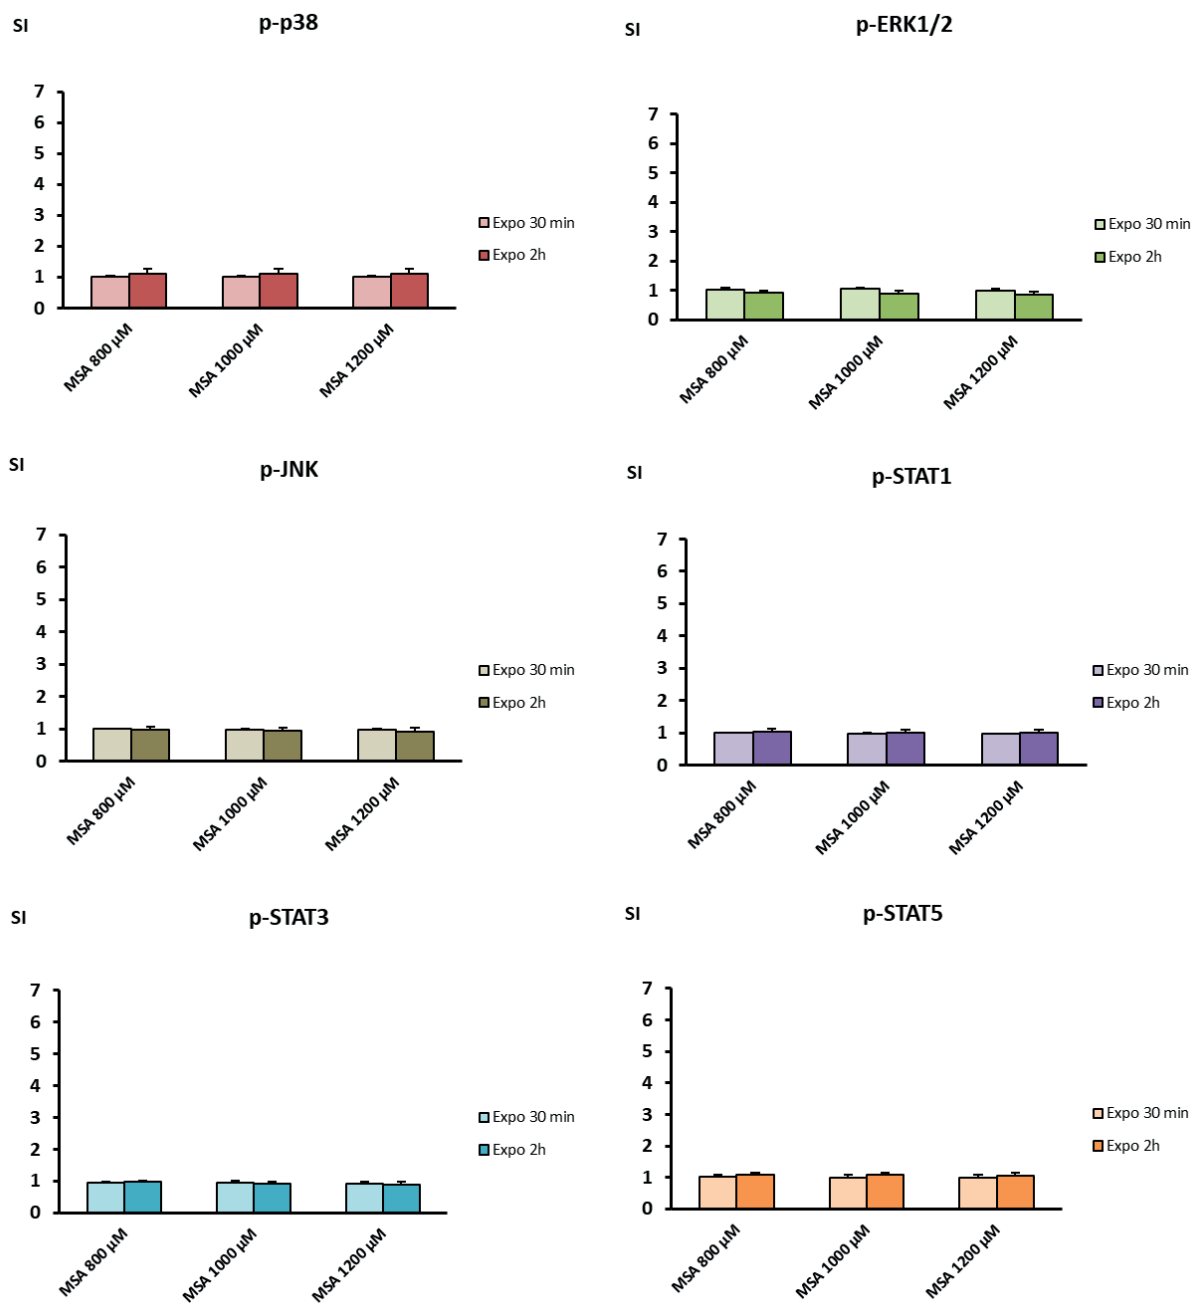 SI
p-p38
7
6
5
4
3
2
1
0
Expo 30 min
Expo 2h
MSA 800 µM
MSA 1000 µM
MSA 1200 µM
SI
p-ERK1/2
7
6
5
4
3
2
1
0
Expo 30 min
Expo 2h
MSA 800 µM
MSA 1000 µM
MSA 1200 µM
SI
p-JNK
7
6
5
4
3
2
1
0
Expo 30 min
Expo 2h
MSA 800 µM
MSA 1000 µM
MSA 1200 µM
SI
p-STAT1
7
6
5
4
3
2
1
0
Expo 30 min
Expo 2h
MSA 800 µM
MSA 1000 µM
MSA 1200 µM
SI
p-STAT3
7
6
5
4
3
2
1
0
Expo 30 min
Expo 2h
MSA 800 µM
MSA 1000 µM
MSA 1200 µM
SI
p-STAT5
7
6
5
4
3
2
1
0
Expo 30 min
Expo 2h
MSA 800 µM
MSA 1000 µM
MSA 1200 µM